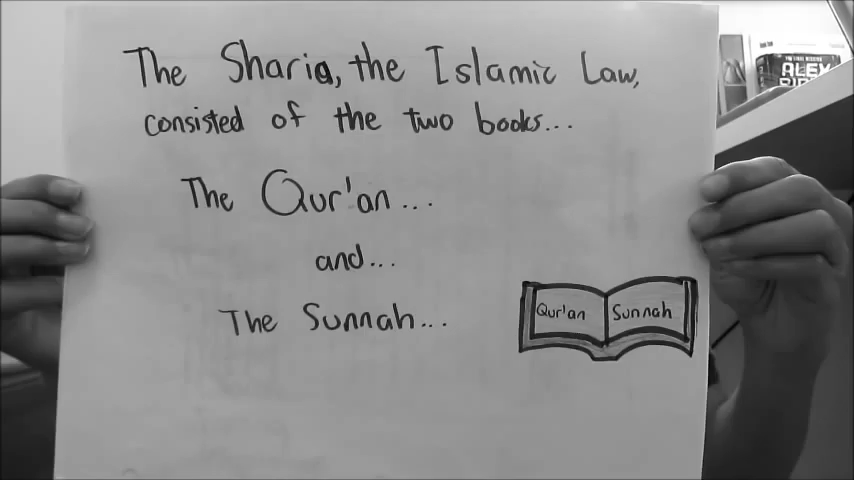 The Sharia, the Islamic Law,
consisted of the two books...
The Qur'an...
and...
The Sunnah...
Qur'an
Sunnah
ALEX